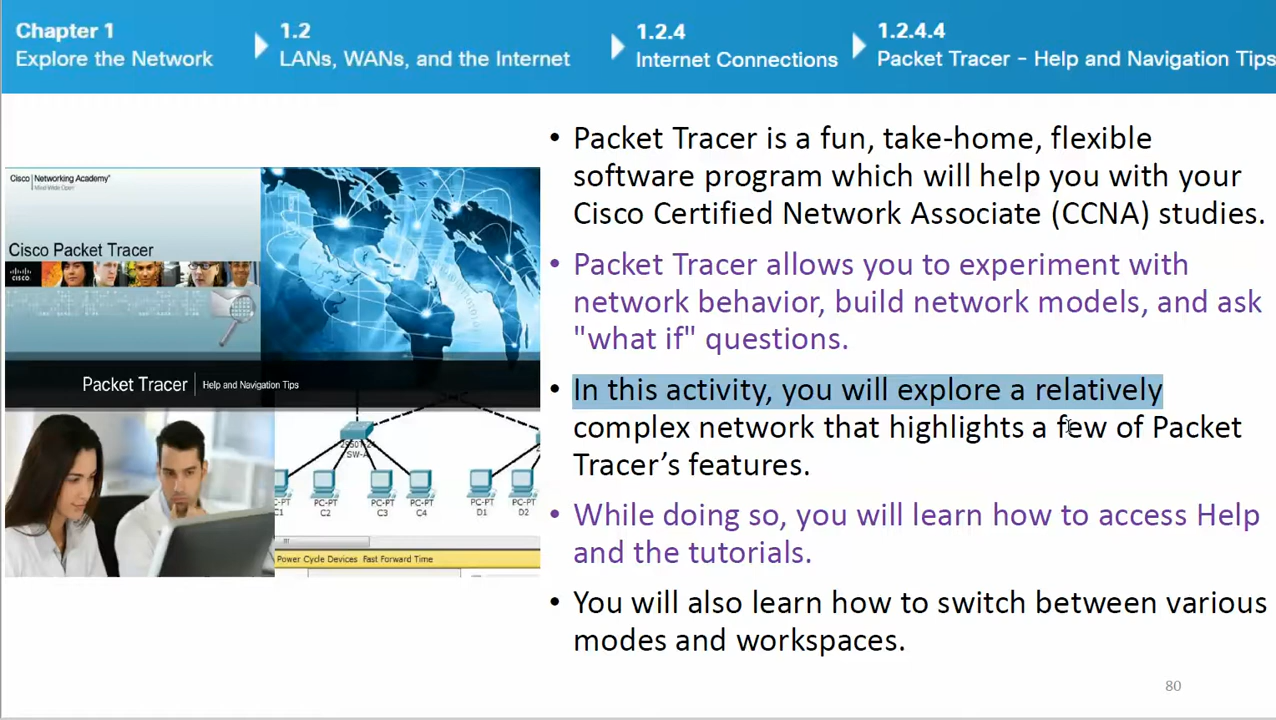 Chapter 1
Explore the Network
1.2
LANs, WANs, and the Internet
1.2.4
Internet Connections
1.2.4.4
Packet Tracer – Help and Navigation Tips
Cisco Networking Academy®
Mind Wide Open
Cisco Packet Tracer
CISCO
Packet Tracer | Help and Navigation Tips
SW-A
PC-PT
C1
PC-PT
C2
PC-PT
C3
PC-PT
C4
PC-PT
D1
PC-PT
D2
Power Cycle Devices Fast Forward Time
• Packet Tracer is a fun, take-home, flexible
software program which will help you with your
Cisco Certified Network Associate (CCNA) studies.
• Packet Tracer allows you to experiment with
network behavior, build network models, and ask
"what if" questions.
• In this activity, you will explore a relatively
complex network that highlights a few of Packet
Tracer’s features.
• While doing so, you will learn how to access Help
and the tutorials.
• You will also learn how to switch between various
modes and workspaces.
80